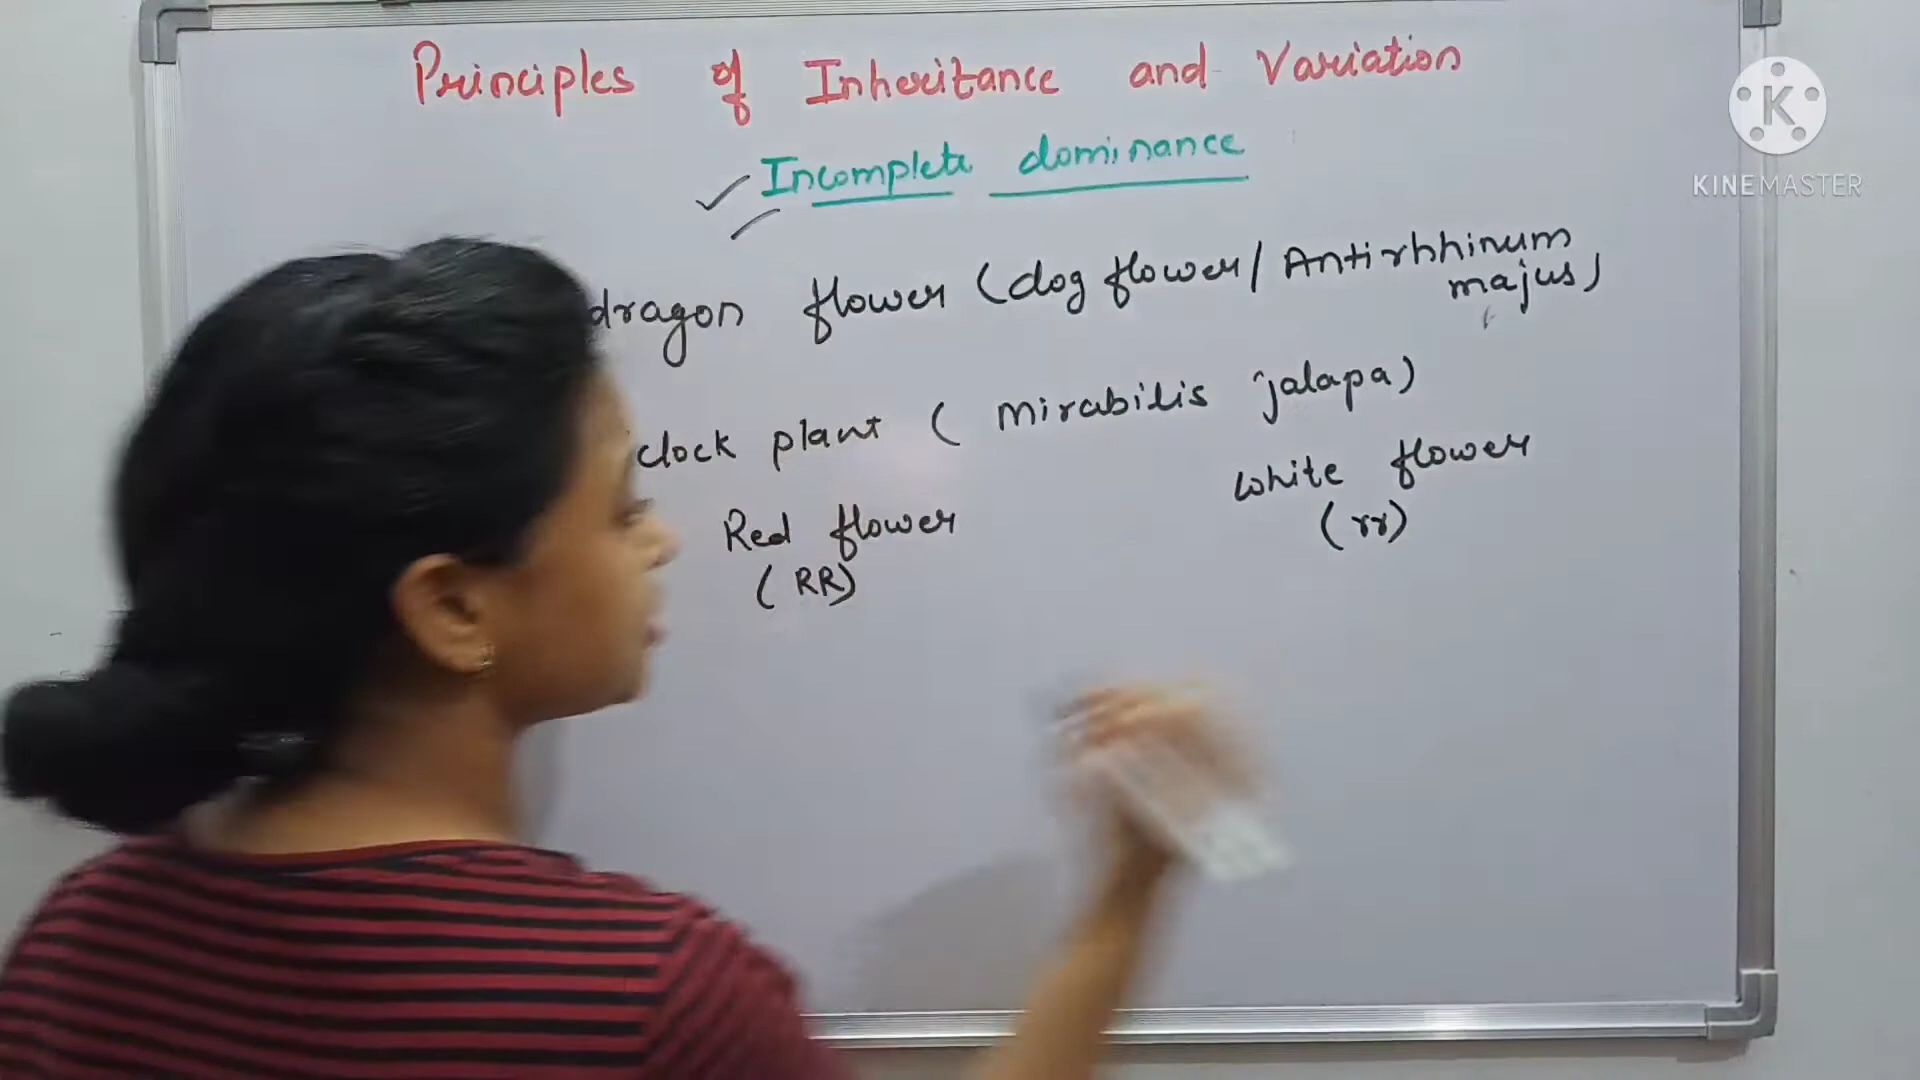 Principles of Inheritance and Variation
Incomplete dominance
dragon flower (dog flower/ Antirhhinum
majus)
clock plant ( Mirabilis jalapa)
Red flower
(RR)
White flower
(rr)
K
KINEMASTER